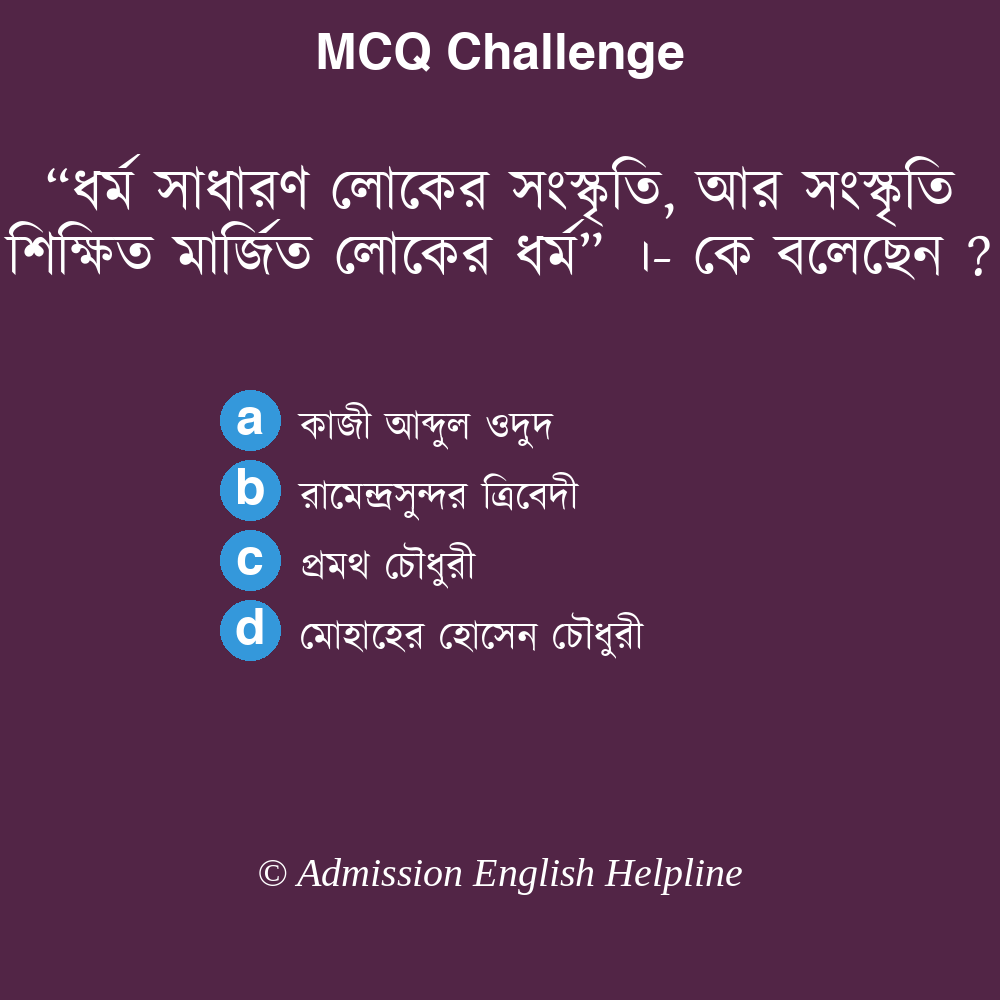 MCQ Challenge
“ধর্ম সাধারণ লোকের সংস্কৃতি, আর সংস্কৃতি
শিক্ষিত মার্জিত লোকের ধর্ম” ।- কে বলেছেন ?
a কাজী আব্দুল ওদুদ
b রামেন্দ্রসুন্দর ত্রিবেদী
c প্রমথ চৌধুরী
d মোহাহের হোসেন চৌধুরী
© Admission English Helpline